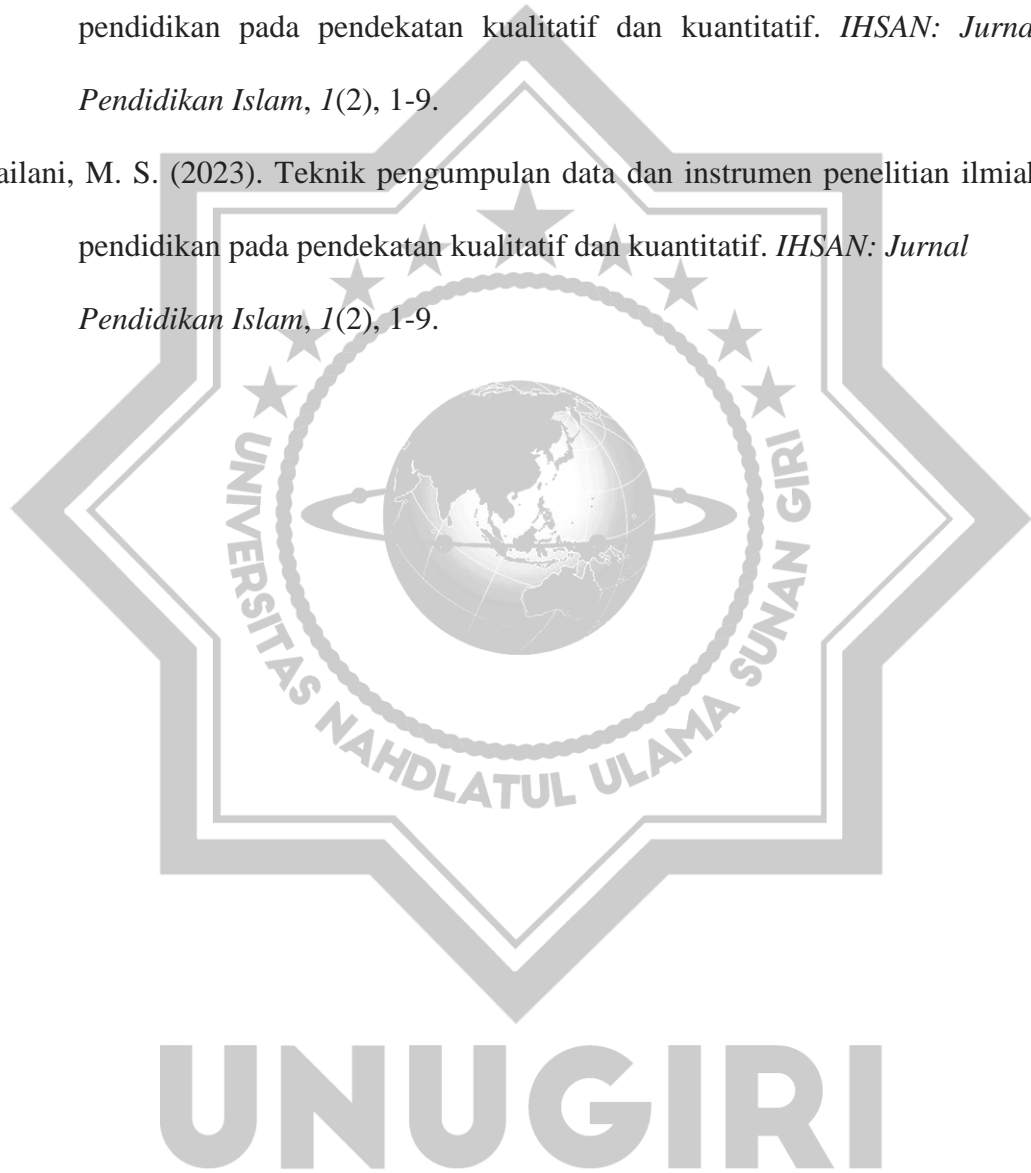 pendidikan pada pendekatan kualitatif dan kuantitatif. IHSAN: Jurna
Pendidikan Islam, 1(2), 1-9.
ailani, M. S. (2023). Teknik pengumpulan data dan instrumen penelitian ilmia
pendidikan pada pendekatan kualitatif dan kuantitatif. IHSAN: Jurnal
Pendidikan Islam, 1(2), 1-9.
UNIVERSITAS NAHDLATUL ULAMA SUNAN GIRI
UNUGIRI